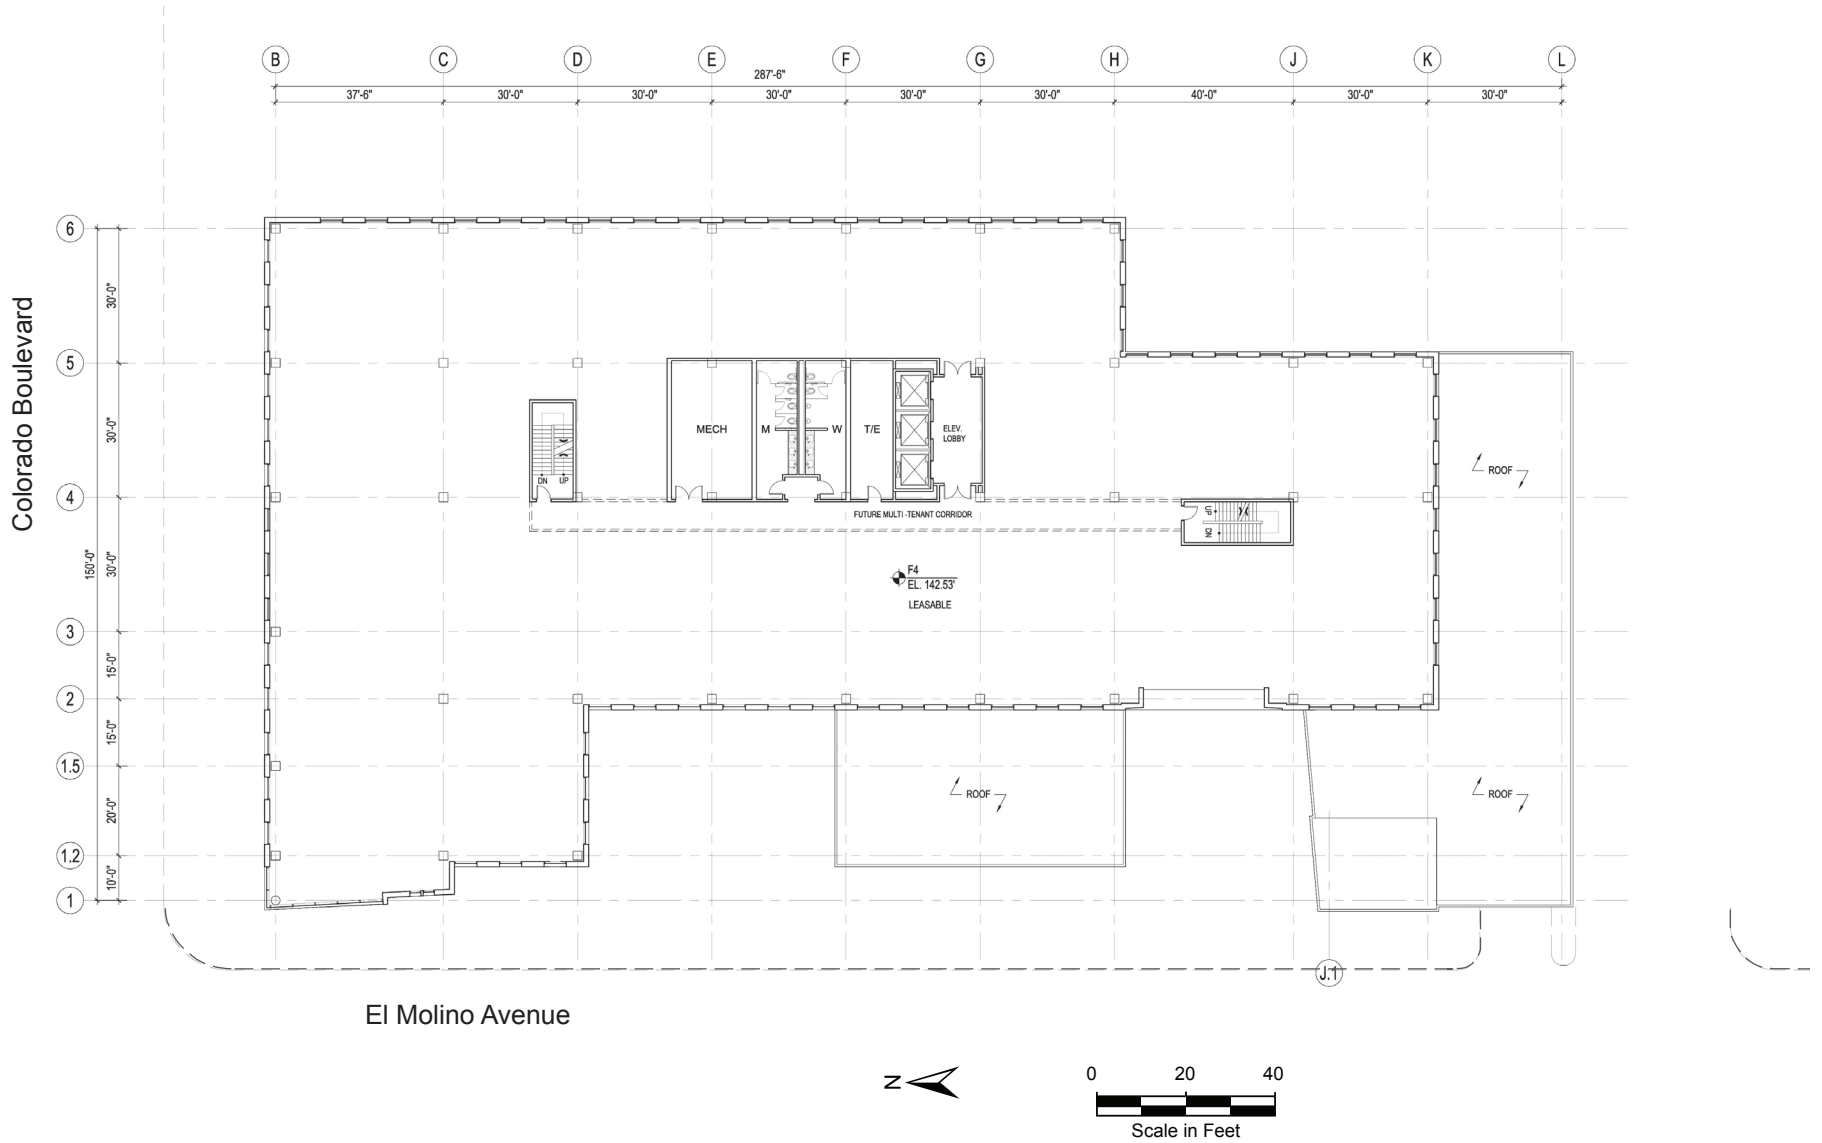 B C D E F G H J K L
287'-6"
37'-6" 30'-0" 30'-0" 30'-0" 30'-0" 30'-0" 40'-0" 30'-0" 30'-0"
6
30'-0"
5
30'-0"
4
30'-0"
150'-0"
3
15'-0"
2
15'-0"
1.5
20'-0"
1.2
10'-0"
1
Colorado Boulevard
MECH M W T/E
ELEV.
LOBBY
DN UP
ROOF
FUTURE MULTI -TENANT CORRIDOR
UP
DN
F4
EL. 142.53'
LEASABLE
ROOF
ROOF
J.1
El Molino Avenue
N
0 20 40
Scale in Feet